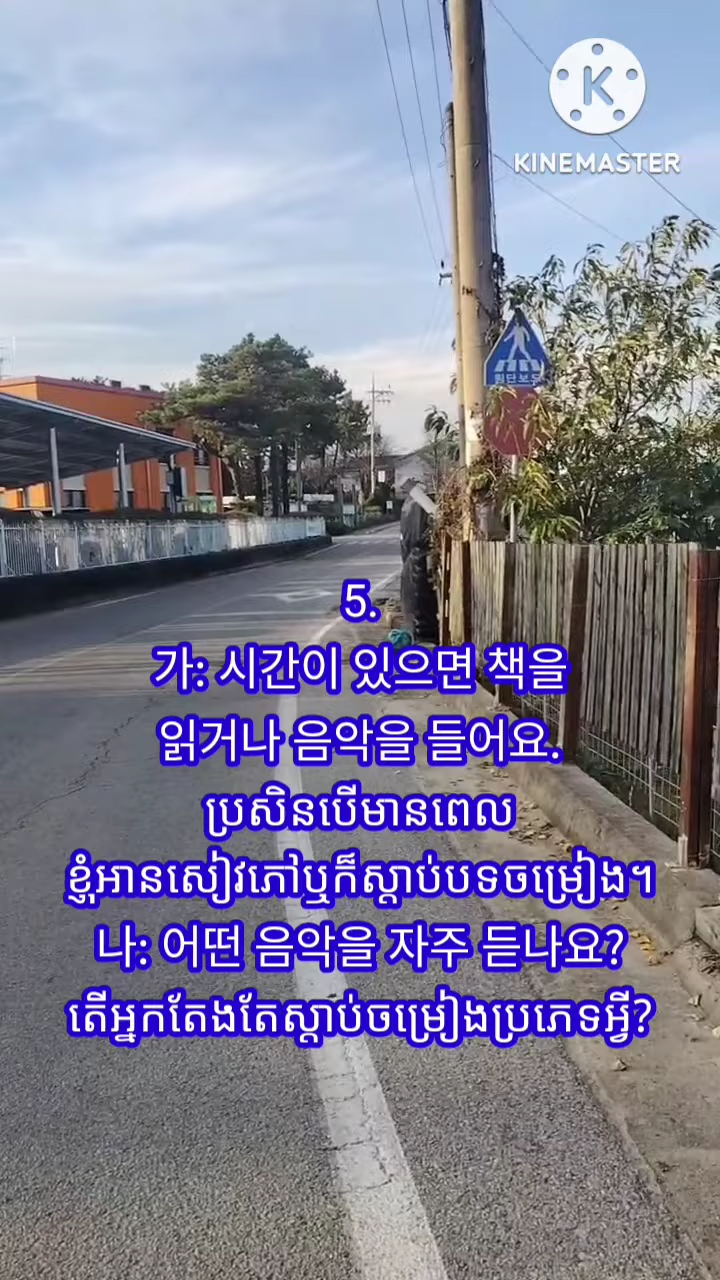 KINEMASTER
횡단보도
5.
가: 시간이 있으면 책을
읽거나 음악을 들어요.
ប្រសិនបើមានពេល
ខ្ញុំអានសៀវភៅឬក៏ស្តាប់បទចម្រៀង។
나: 어떤 음악을 자주 듣나요?
តើអ្នកតែងតែស្តាប់ចម្រៀងប្រភេទអ្វី?